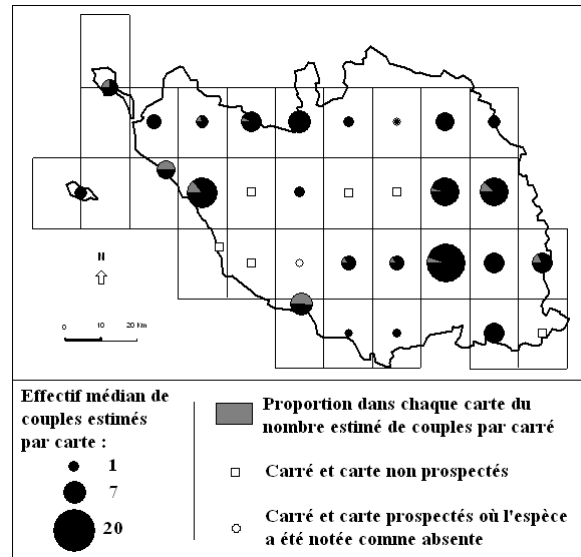 0 10 20 Km
Effectif médian de
couples estimés
par carte :
1
7
20
Proportion dans chaque carte du
nombre estimé de couples par carré
Carré et carte non prospectés
Carré et carte prospectés où l'espèce
a été notée comme absente